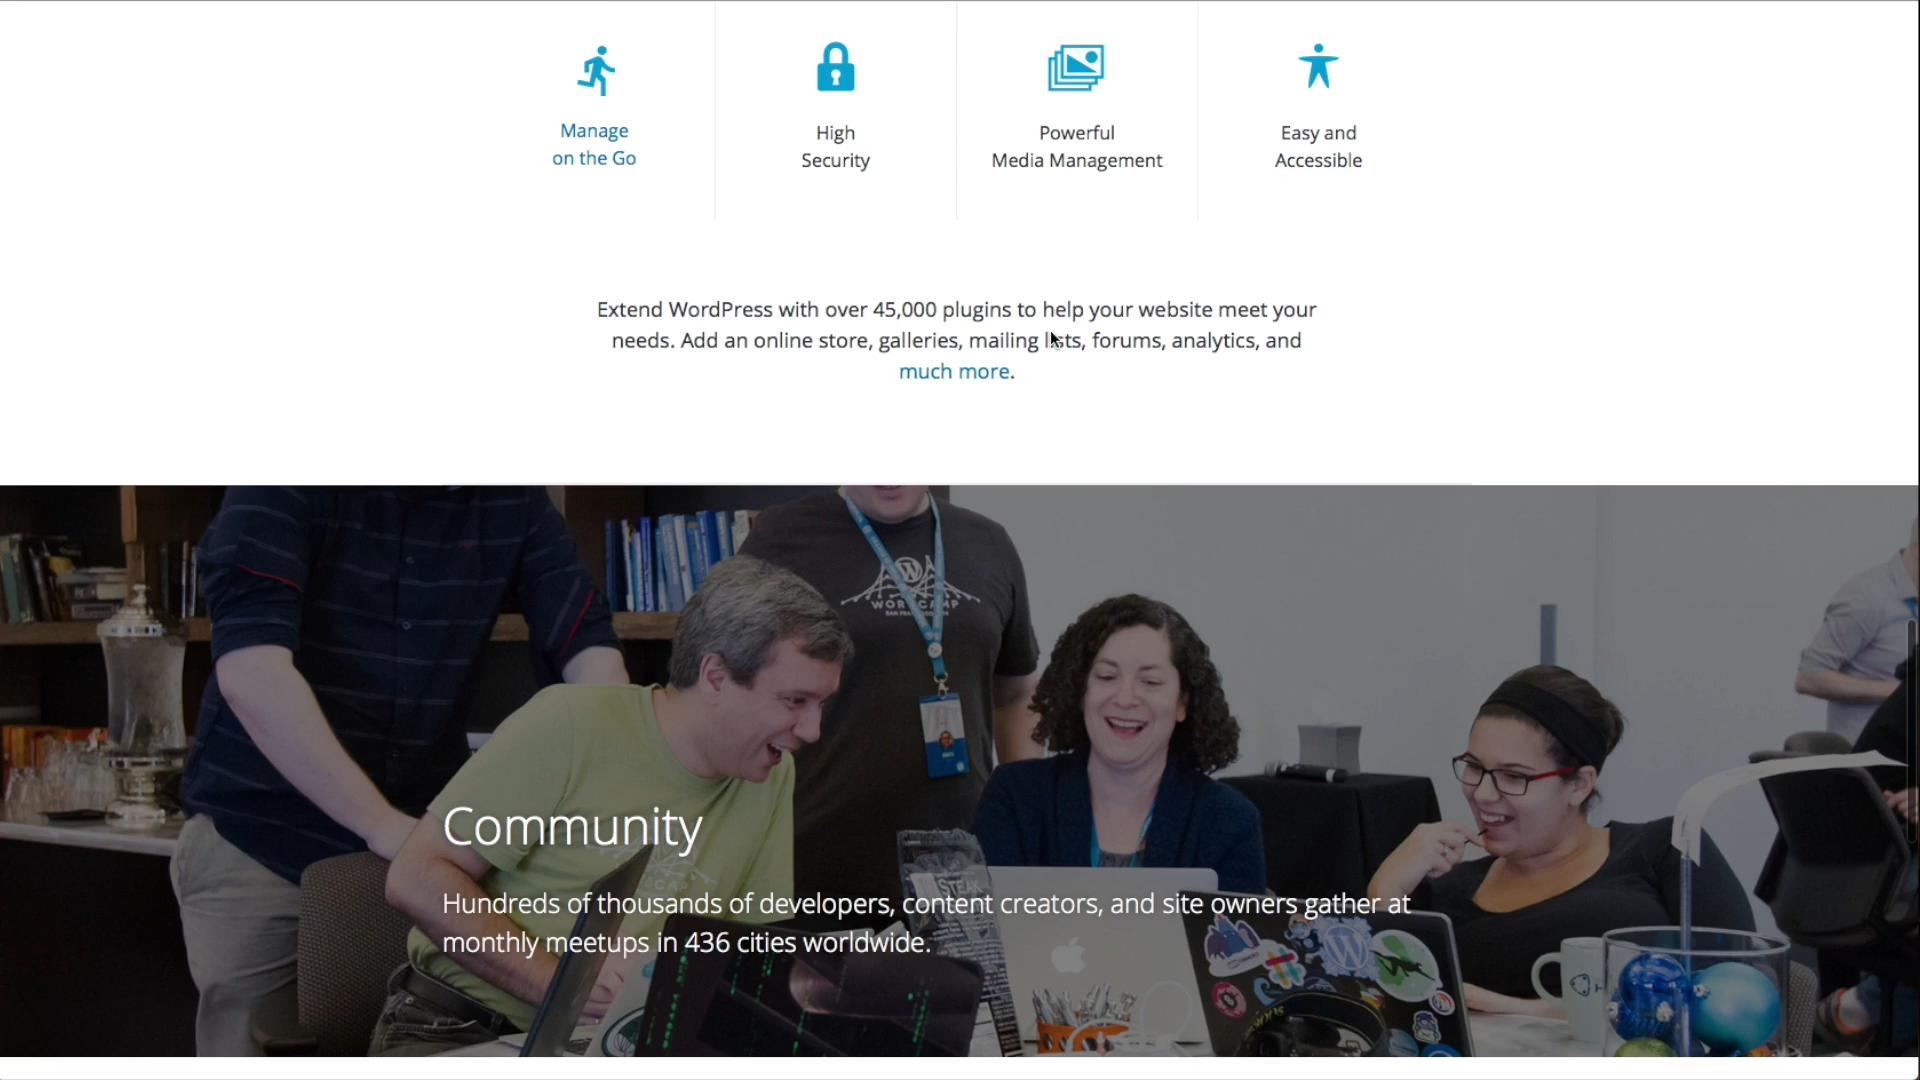 Manage
on the Go
High
Security
Powerful
Media Management
Easy and
Accessible
Extend WordPress with over 45,000 plugins to help your website meet your
needs. Add an online store, galleries, mailing lists, forums, analytics, and
much more.
WORDCAMP
Community
STEAK
Hundreds of thousands of developers, content creators, and site owners gather at
monthly meetups in 436 cities worldwide.